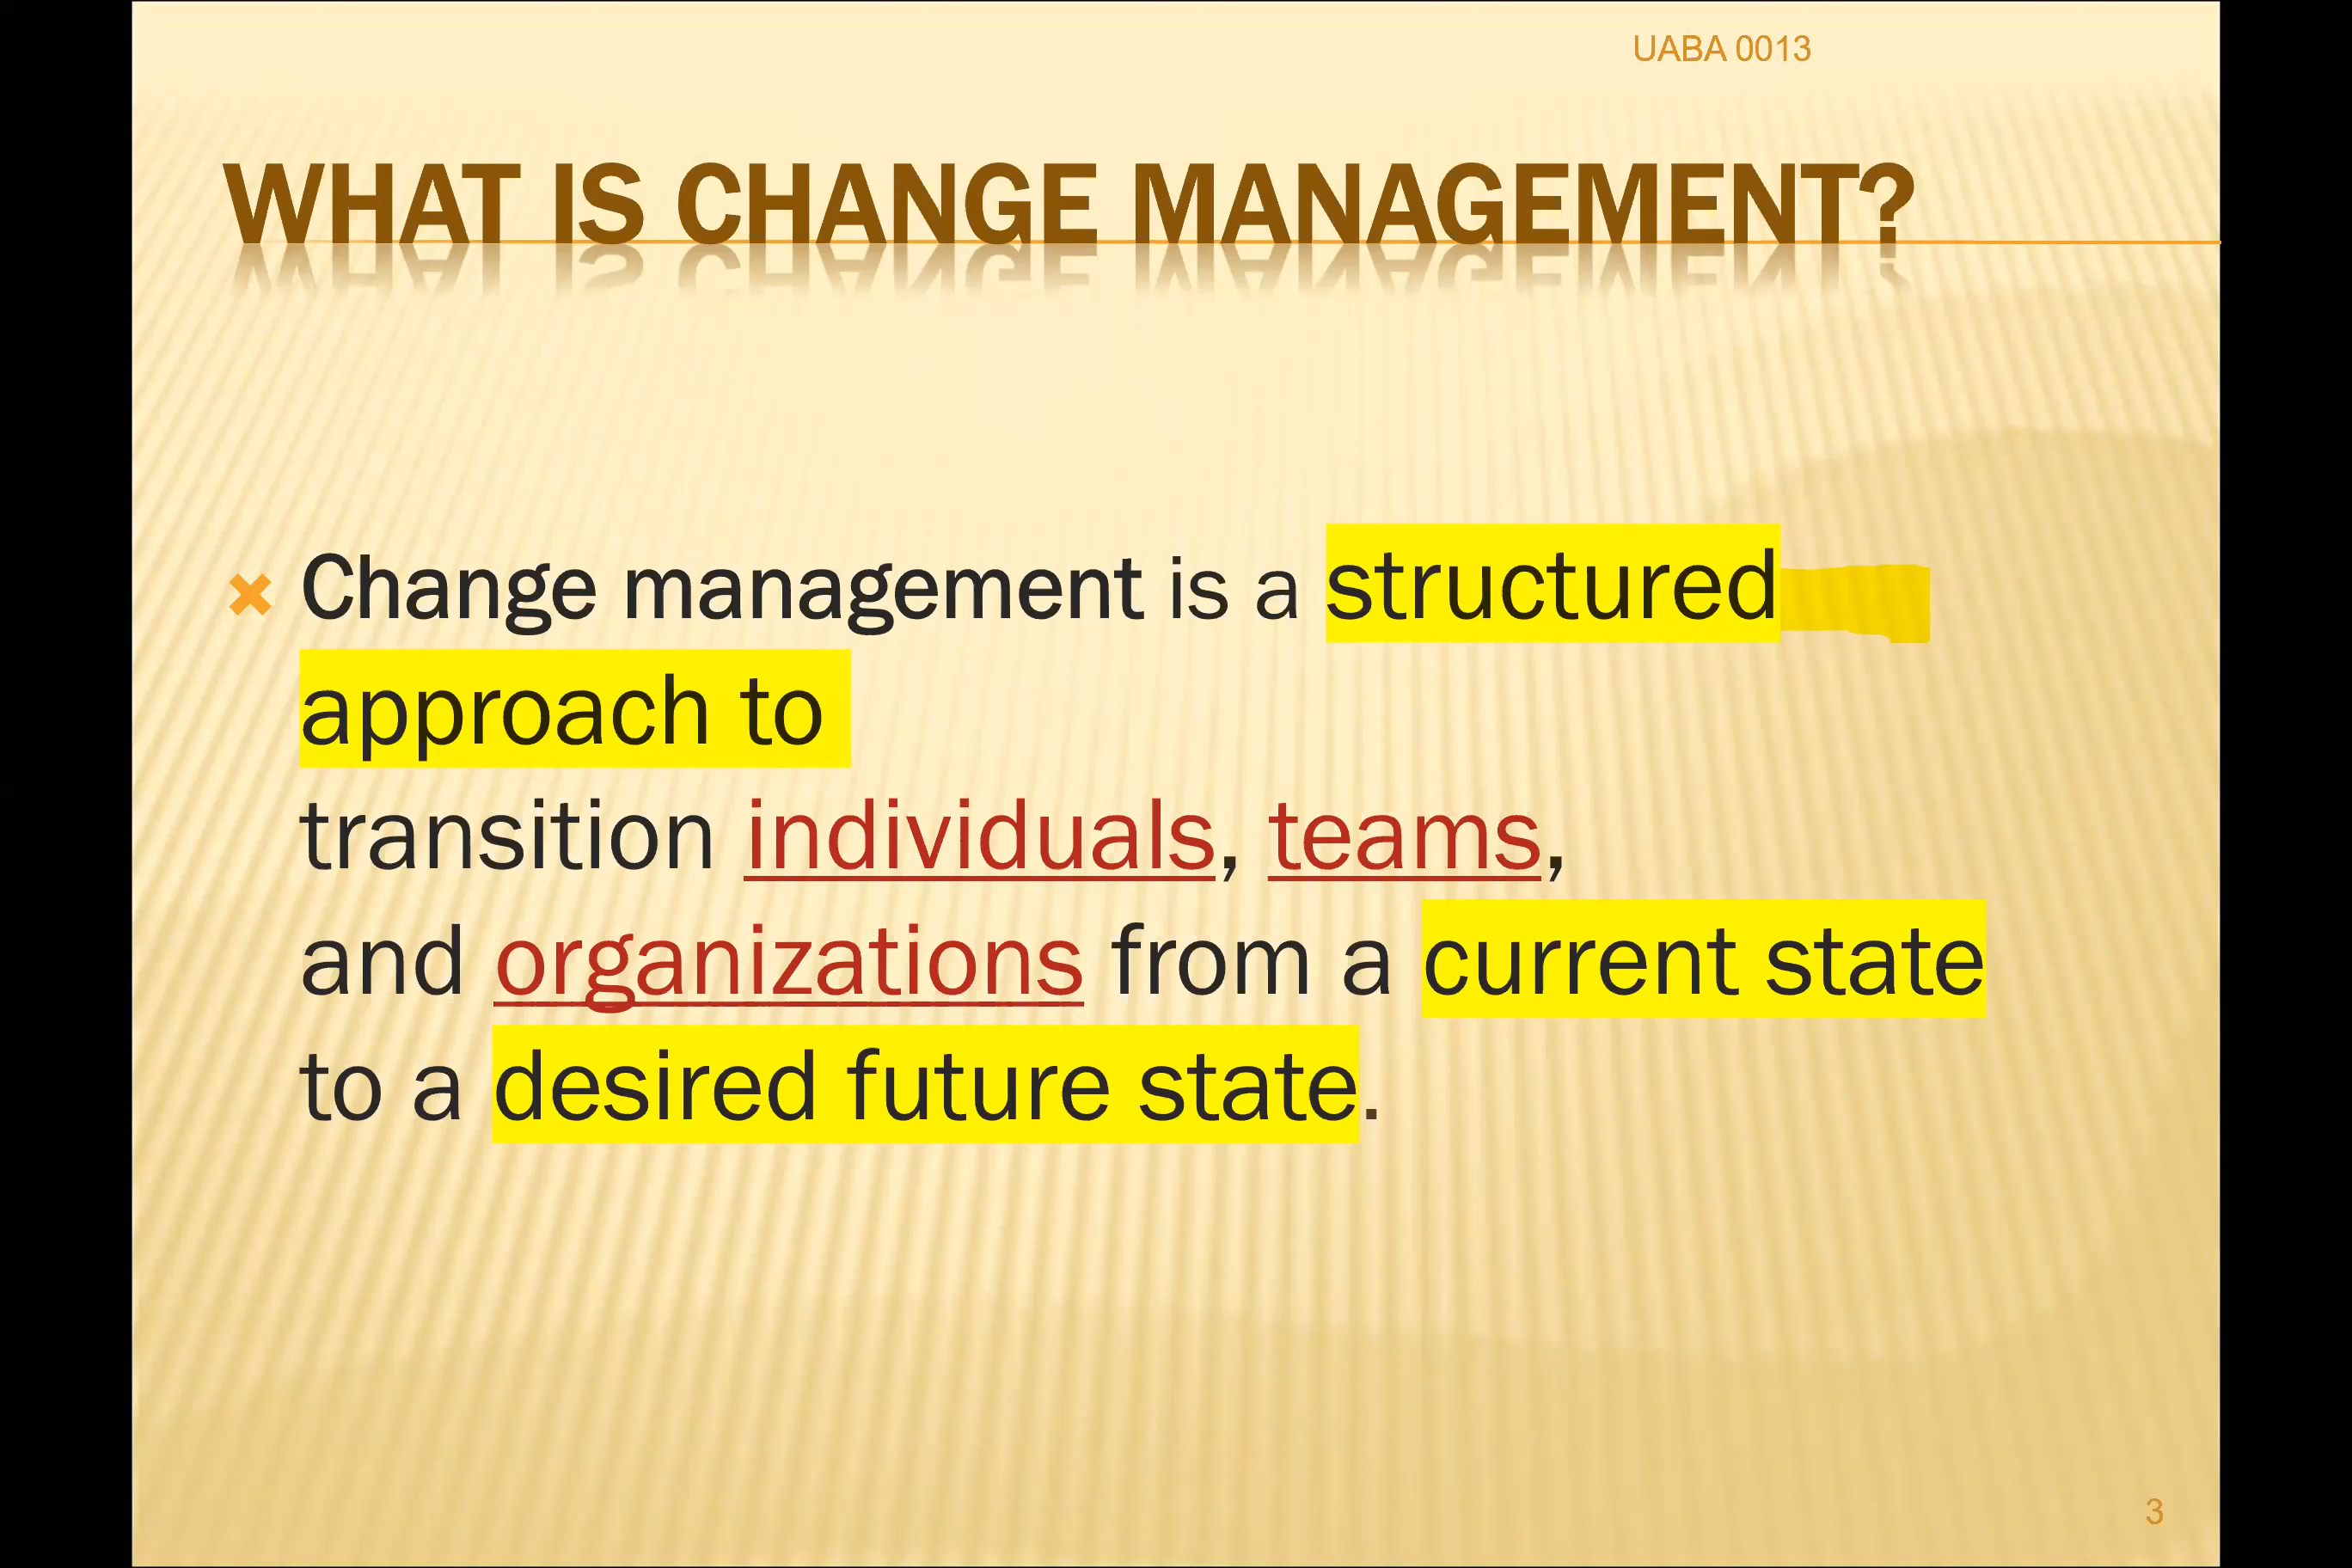 UABA 0013
WHAT IS CHANGE MANAGEMENT?
Change management is a structured
approach to
transition individuals, teams,
and organizations from a current state
to a desired future state.
3